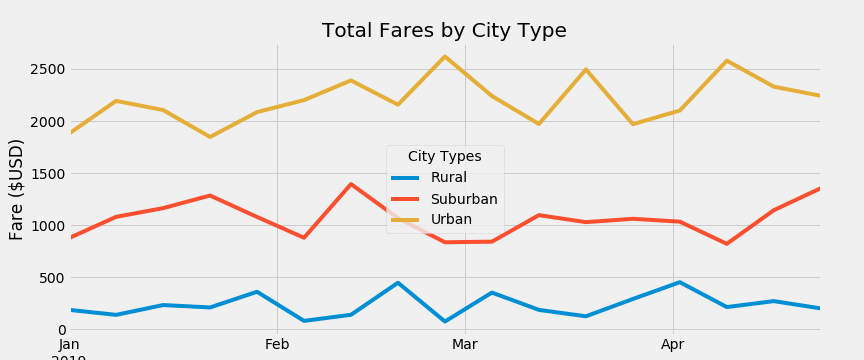 Total Fares by City Type
Fare ($USD)
2500
2000
1500
1000
500
0
City Types
Rural
Suburban
Urban
Jan Feb Mar Apr
2019